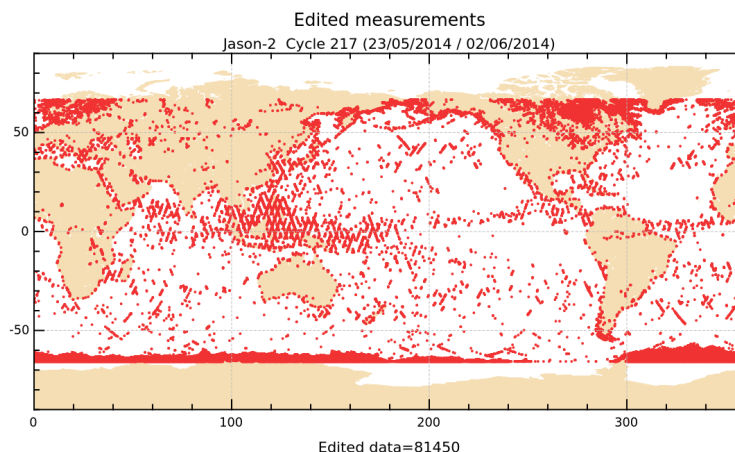 Edited measurements
Jason-2 Cycle 217 (23/05/2014 / 02/06/2014)
50
0
-50
0 100 200 300
Edited data=81450